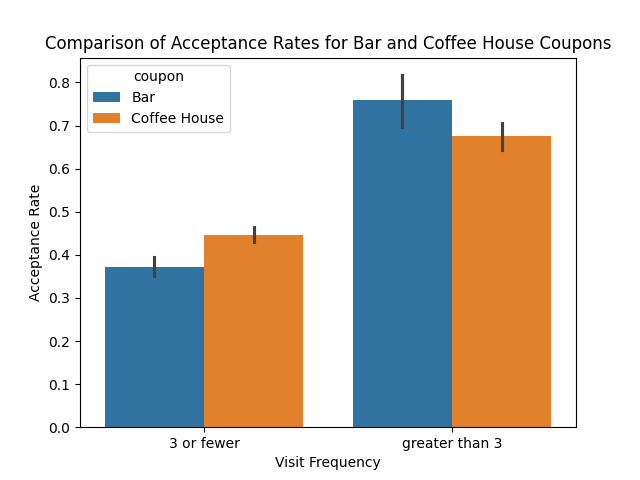 Comparison of Acceptance Rates for Bar and Coffee House Coupons
coupon
Bar
Coffee House
0.8
0.7
0.6
0.5
0.4
0.3
0.2
0.1
0.0
Acceptance Rate
3 or fewer
greater than 3
Visit Frequency